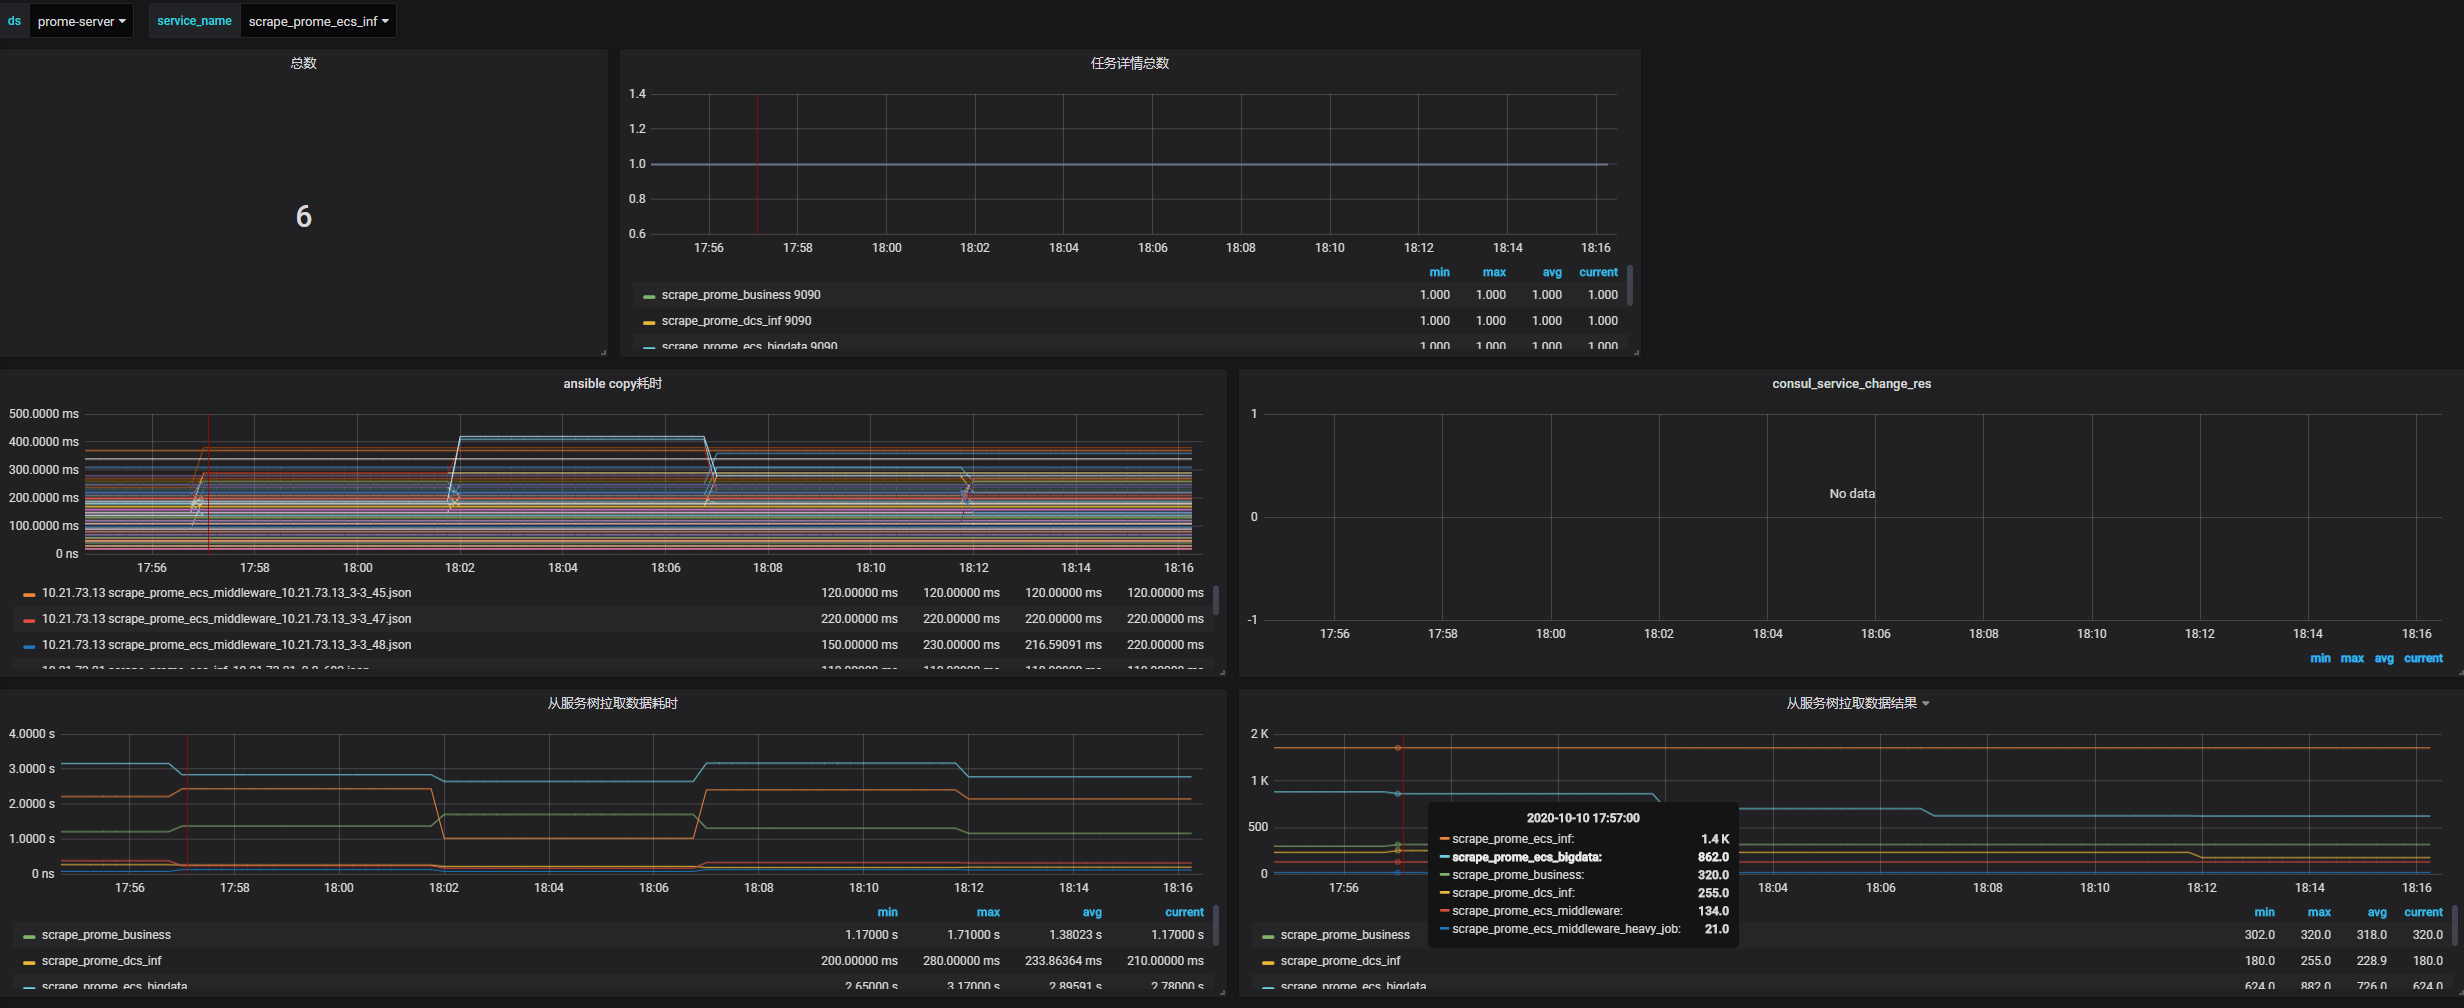 ds prome-server service_name scrape_prome_ecs_inf
总数
6
任务详情总数
1.4
1.2
1.0
0.8
0.6
17:56 17:58 18:00 18:02 18:04 18:06 18:08 18:10 18:12 18:14 18:16
min max avg current
scrape_prome_business 9090 1.000 1.000 1.000 1.000
scrape_prome_dcs_inf 9090 1.000 1.000 1.000 1.000
scrape_prome_ecs_bigdata 9090 1.000 1.000 1.000 1.000
ansible copy耗时
500.0000 ms
400.0000 ms
300.0000 ms
200.0000 ms
100.0000 ms
0 ns
17:56 17:58 18:00 18:02 18:04 18:06 18:08 18:10 18:12 18:14 18:16
10.21.73.13 scrape_prome_ecs_middleware_10.21.73.13_3-3_45.json 120.00000 ms 120.00000 ms 120.00000 ms 120.00000 ms
10.21.73.13 scrape_prome_ecs_middleware_10.21.73.13_3-3_47.json 220.00000 ms 220.00000 ms 220.00000 ms 220.00000 ms
10.21.73.13 scrape_prome_ecs_middleware_10.21.73.13_3-3_48.json 150.00000 ms 230.00000 ms 216.59091 ms 220.00000 ms
consul_service_change_res
1
0
-1
No data
17:56 17:58 18:00 18:02 18:04 18:06 18:08 18:10 18:12 18:14 18:16
min max avg current
从服务树拉取数据耗时
4.0000 s
3.0000 s
2.0000 s
1.0000 s
0 ns
17:56 17:58 18:00 18:02 18:04 18:06 18:08 18:10 18:12 18:14 18:16
min max avg current
scrape_prome_business 1.17000 s 1.71000 s 1.38023 s 1.17000 s
scrape_prome_dcs_inf 200.00000 ms 280.00000 ms 233.86364 ms 210.00000 ms
scrape_prome_ecs_bigdata 2.65000 s 3.17000 s 2.89591 s 2.78000 s
从服务树拉取数据结果
2 K
1 K
500
0
17:56 18:04 18:06 18:08 18:10 18:12 18:14 18:16
2020-10-10 17:57:00
scrape_prome_ecs_inf: 1.4 K
scrape_prome_ecs_bigdata: 862.0
scrape_prome_business: 320.0
scrape_prome_dcs_inf: 255.0
scrape_prome_ecs_middleware: 134.0
scrape_prome_ecs_middleware_heavy_job: 21.0
min max avg current
scrape_prome_business 302.0 320.0 318.0 320.0
scrape_prome_dcs_inf 180.0 255.0 228.9 180.0
scrape_prome_ecs_bigdata 624.0 882.0 726.0 624.0